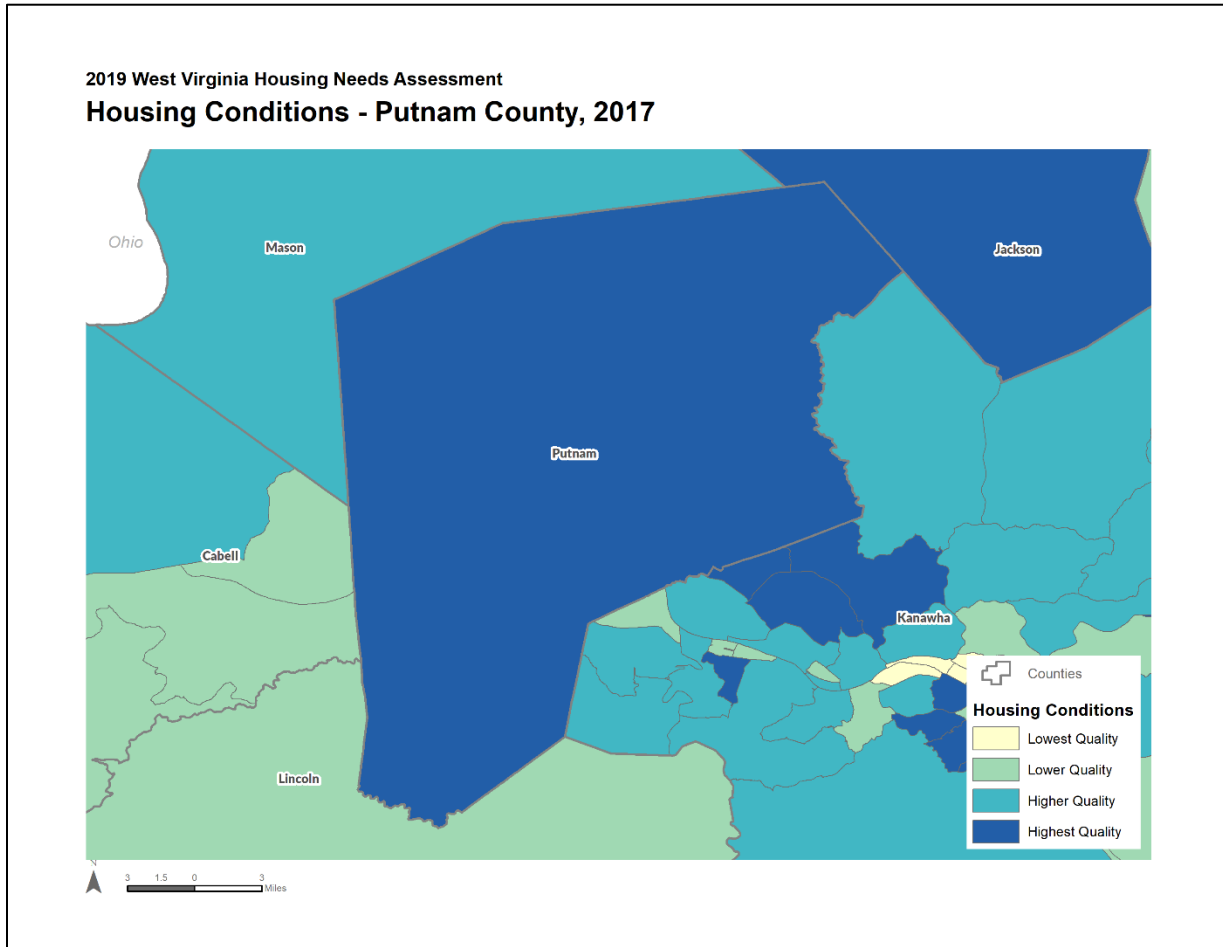 2019 West Virginia Housing Needs Assessment
Housing Conditions - Putnam County, 2017
Ohio
Mason
Jackson
Putnam
Cabell
Kanawha
Lincoln
Counties
Housing Conditions
Lowest Quality
Lower Quality
Higher Quality
Highest Quality
3 1.5 0 3
Miles